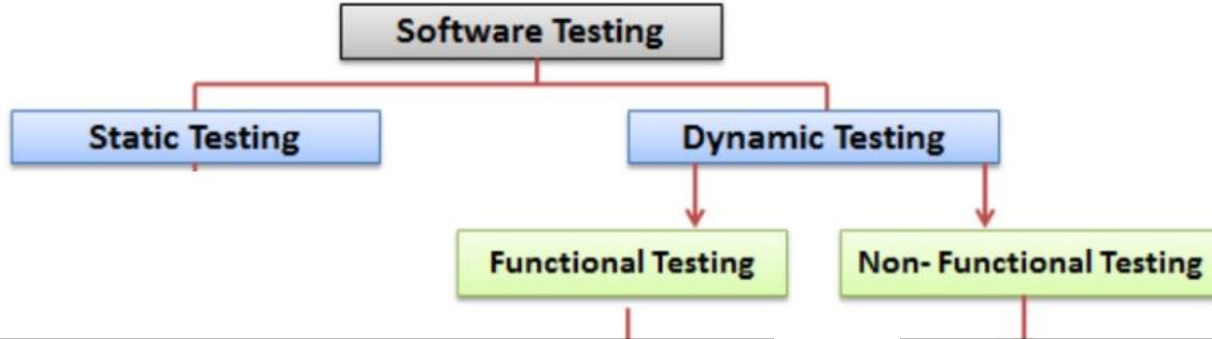 Software Testing
Static Testing
Dynamic Testing
Functional Testing
Non- Functional Testing